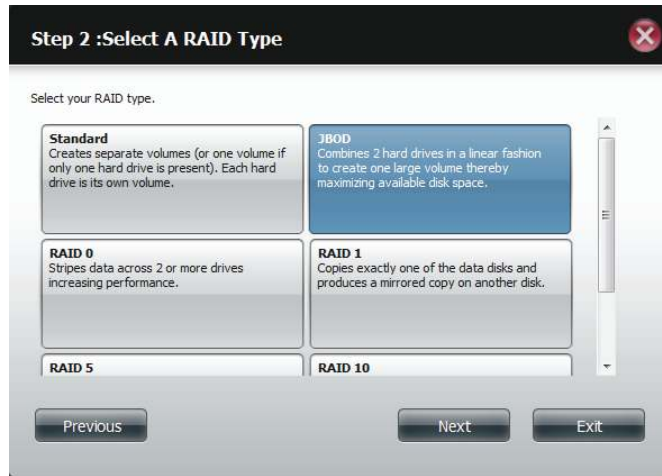 Step 2 :Select A RAID Type
Select your RAID type.
Standard
Creates separate volumes (or one volume if
only one hard drive is present). Each hard
drive is its own volume.
JBOD
Combines 2 hard drives in a linear fashion
to create one large volume thereby
maximizing available disk space.
RAID 0
Stripes data across 2 or more drives
increasing performance.
RAID 1
Copies exactly one of the data disks and
produces a mirrored copy on another disk.
RAID 5
RAID 10
Previous
Next
Exit